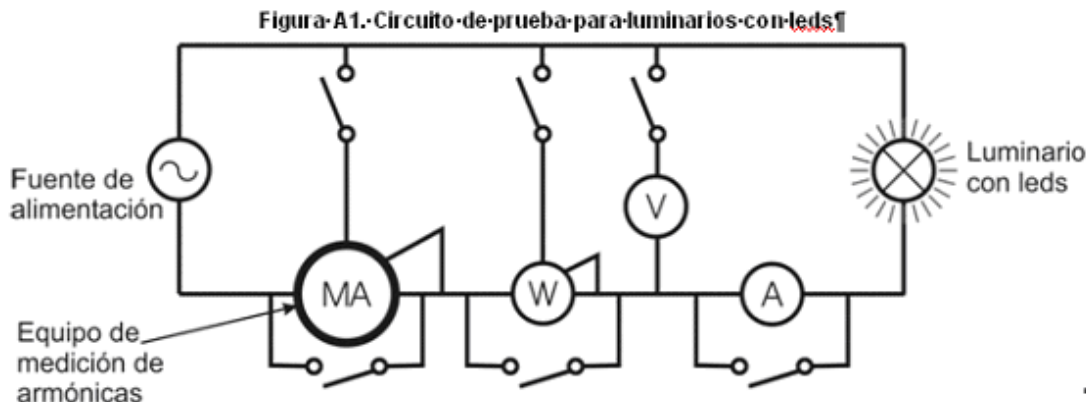 Figura·A1.·Circuito·de·prueba·para·luminarios·con·leds¶
Fuente de
alimentación
MA
W
V
A
Luminario
con leds
Equipo de
medición de
armónicas